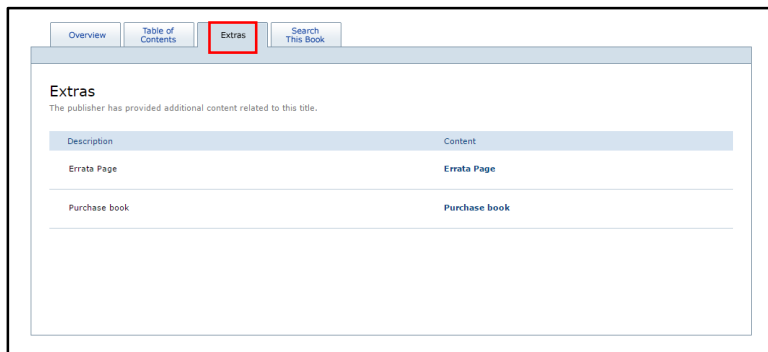 Overview
Table of
Contents
Extras
Search
This Book
Extras
The publisher has provided additional content related to this title.
Description Content
Errata Page Errata Page
Purchase book Purchase book